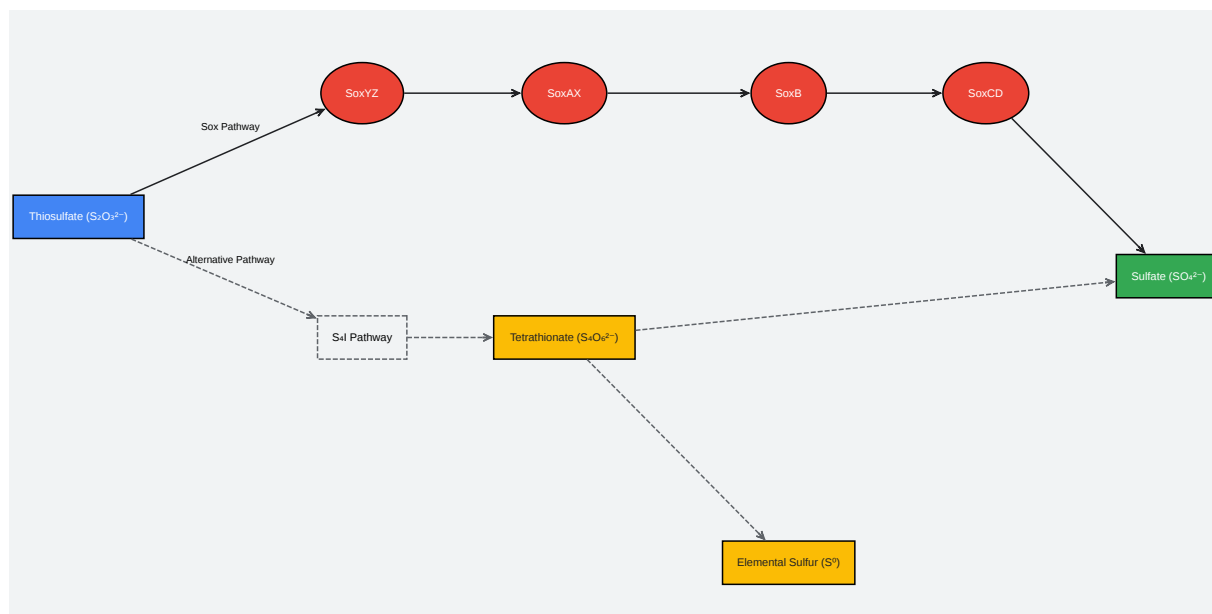 SoxYZ
SoxAX
SoxB
SoxCD
Sox Pathway
Thiosulfate (S₂O₃²⁻)
Alternative Pathway
Sulfate (SO₄²⁻)
S₄I Pathway
Tetrathionate (S₄O₆²⁻)
Elemental Sulfur (S⁰)